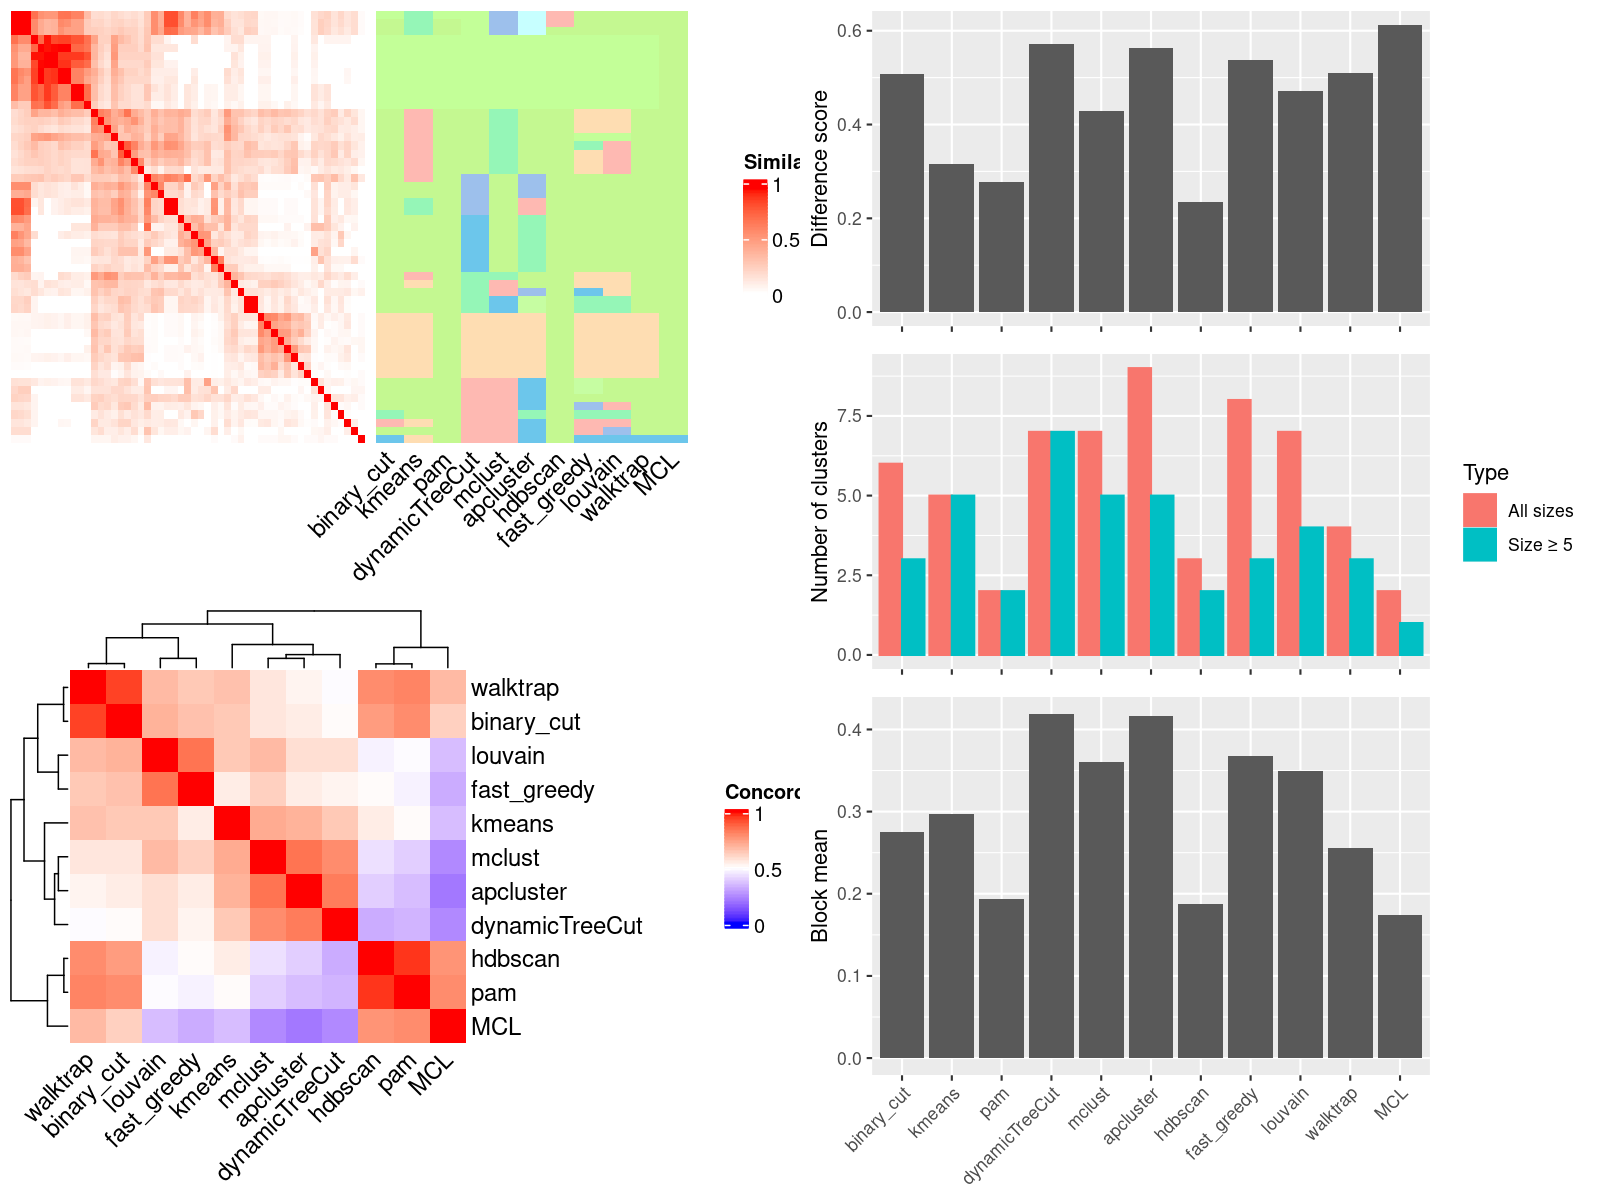 Simila
1
0.5
0
binary_cut
kmeans
pam
dynamicTreeCut
mclust
apcluster
hdbscan
fast_greedy
louvain
walktrap
MCL
walktrap
binary_cut
louvain
fast_greedy
kmeans
mclust
apcluster
dynamicTreeCut
hdbscan
pam
MCL
walktrap
binary_cut
louvain
fast_greedy
kmeans
mclust
apcluster
dynamicTreeCut
hdbscan
pam
MCL
Concord
1
0.5
0
Difference score
0.6
0.4
0.2
0.0
Number of clusters
7.5
5.0
2.5
0.0
Type
All sizes
Size ≥ 5
Block mean
0.4
0.3
0.2
0.1
0.0
binary_cut
kmeans
pam
dynamicTreeCut
mclust
apcluster
hdbscan
fast_greedy
louvain
walktrap
MCL